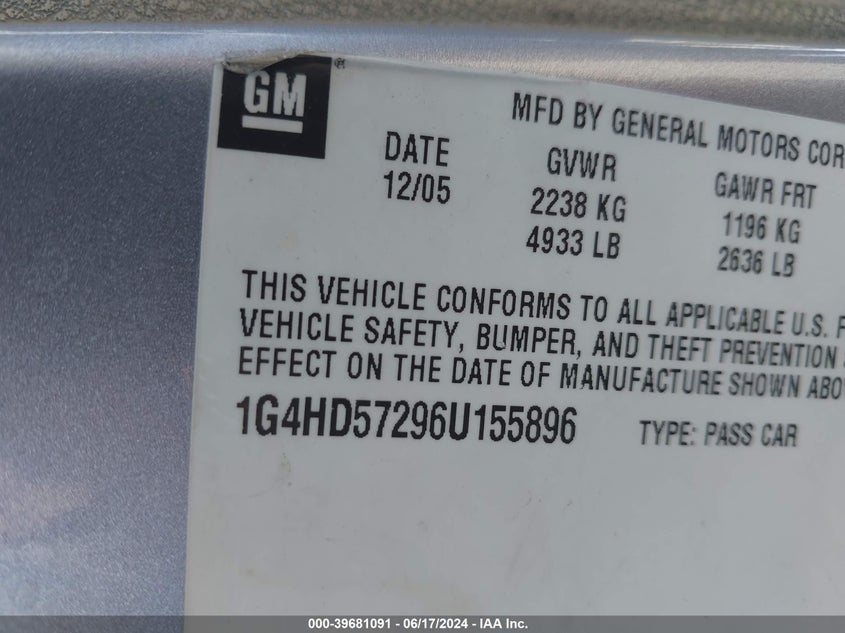 GM
MFD BY GENERAL MOTORS COR
DATE GVWR GAWR FRT
12/05 2238 KG 1196 KG
4933 LB 2636 LB
THIS VEHICLE CONFORMS TO ALL APPLICABLE U.S. F
VEHICLE SAFETY, BUMPER, AND THEFT PREVENTION
EFFECT ON THE DATE OF MANUFACTURE SHOWN ABO
1G4HD57296U155896 TYPE: PASS CAR
000-39681091 - 06/17/2024 - IAA Inc.